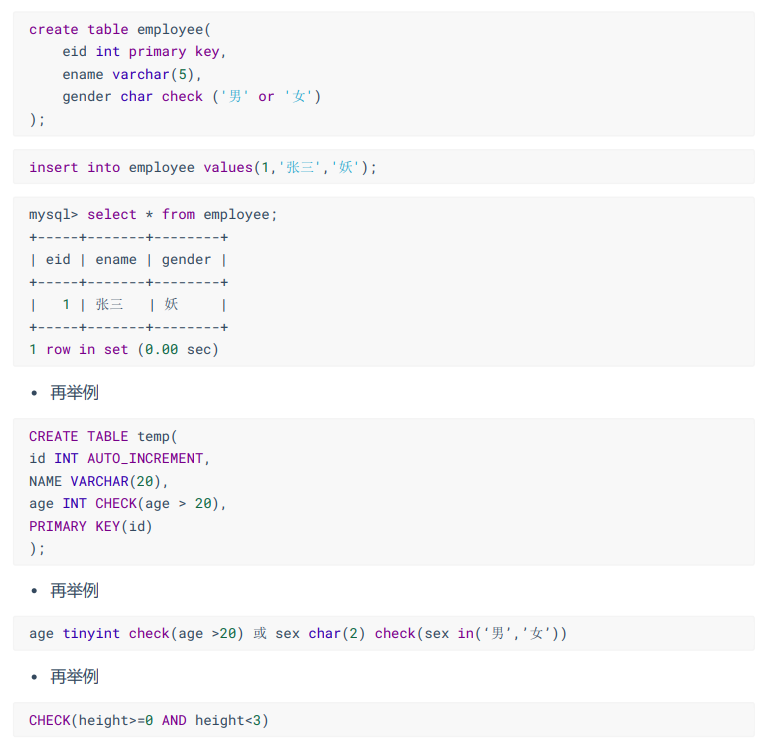 create table employee(
    eid int primary key,
    ename varchar(5),
    gender char check ('男' or '女')
);
insert into employee values(1,'张三','妖');
mysql> select * from employee;
+-----+-------+--------+
| eid | ename | gender |
+-----+-------+--------+
|   1 | 张三   | 妖     |
+-----+-------+--------+
1 row in set (0.00 sec)
• 再举例
CREATE TABLE temp(
id INT AUTO_INCREMENT,
NAME VARCHAR(20),
age INT CHECK(age > 20),
PRIMARY KEY(id)
);
• 再举例
age tinyint check(age >20) 或 sex char(2) check(sex in(‘男’,’女’))
• 再举例
CHECK(height>=0 AND height<3)